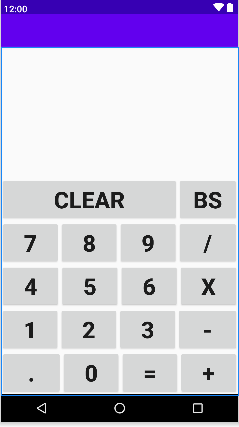 12:00
CLEAR BS
7 8 9 /
4 5 6 X
1 2 3 -
. 0 = +